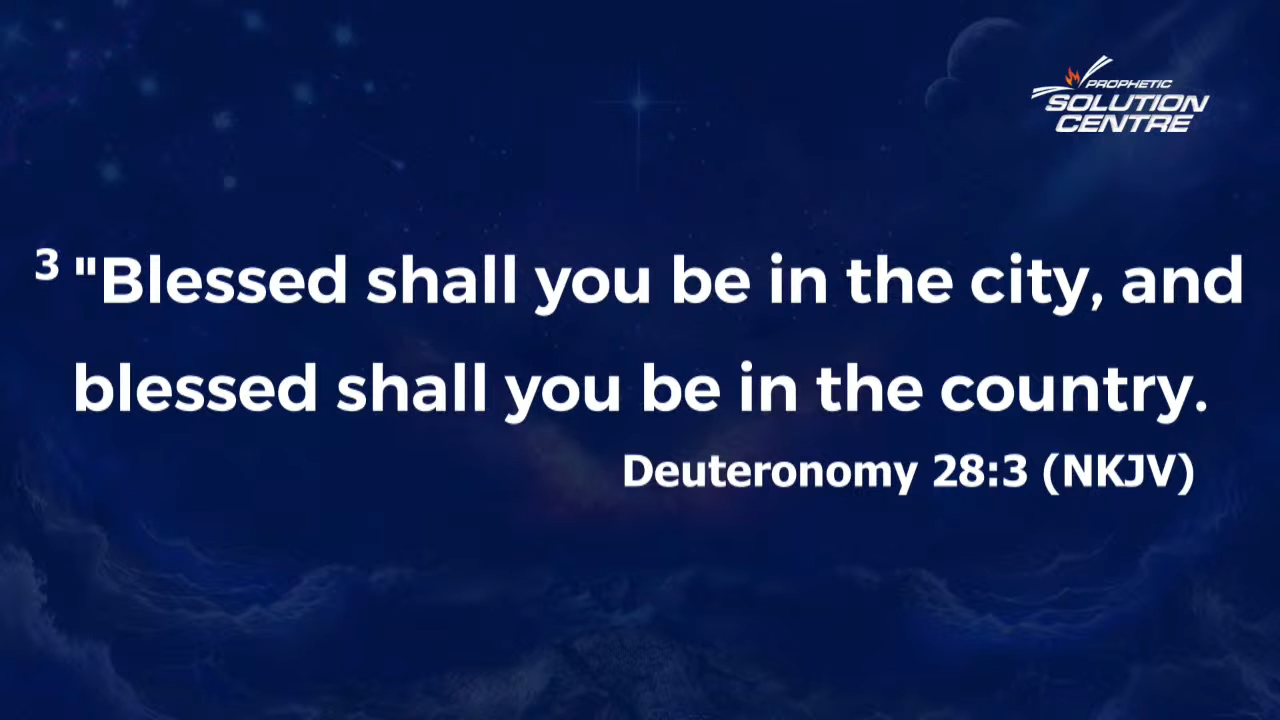 PROPHETIC
SOLUTION
CENTRE
3 "Blessed shall you be in the city, and
blessed shall you be in the country.
Deuteronomy 28:3 (NKJV)